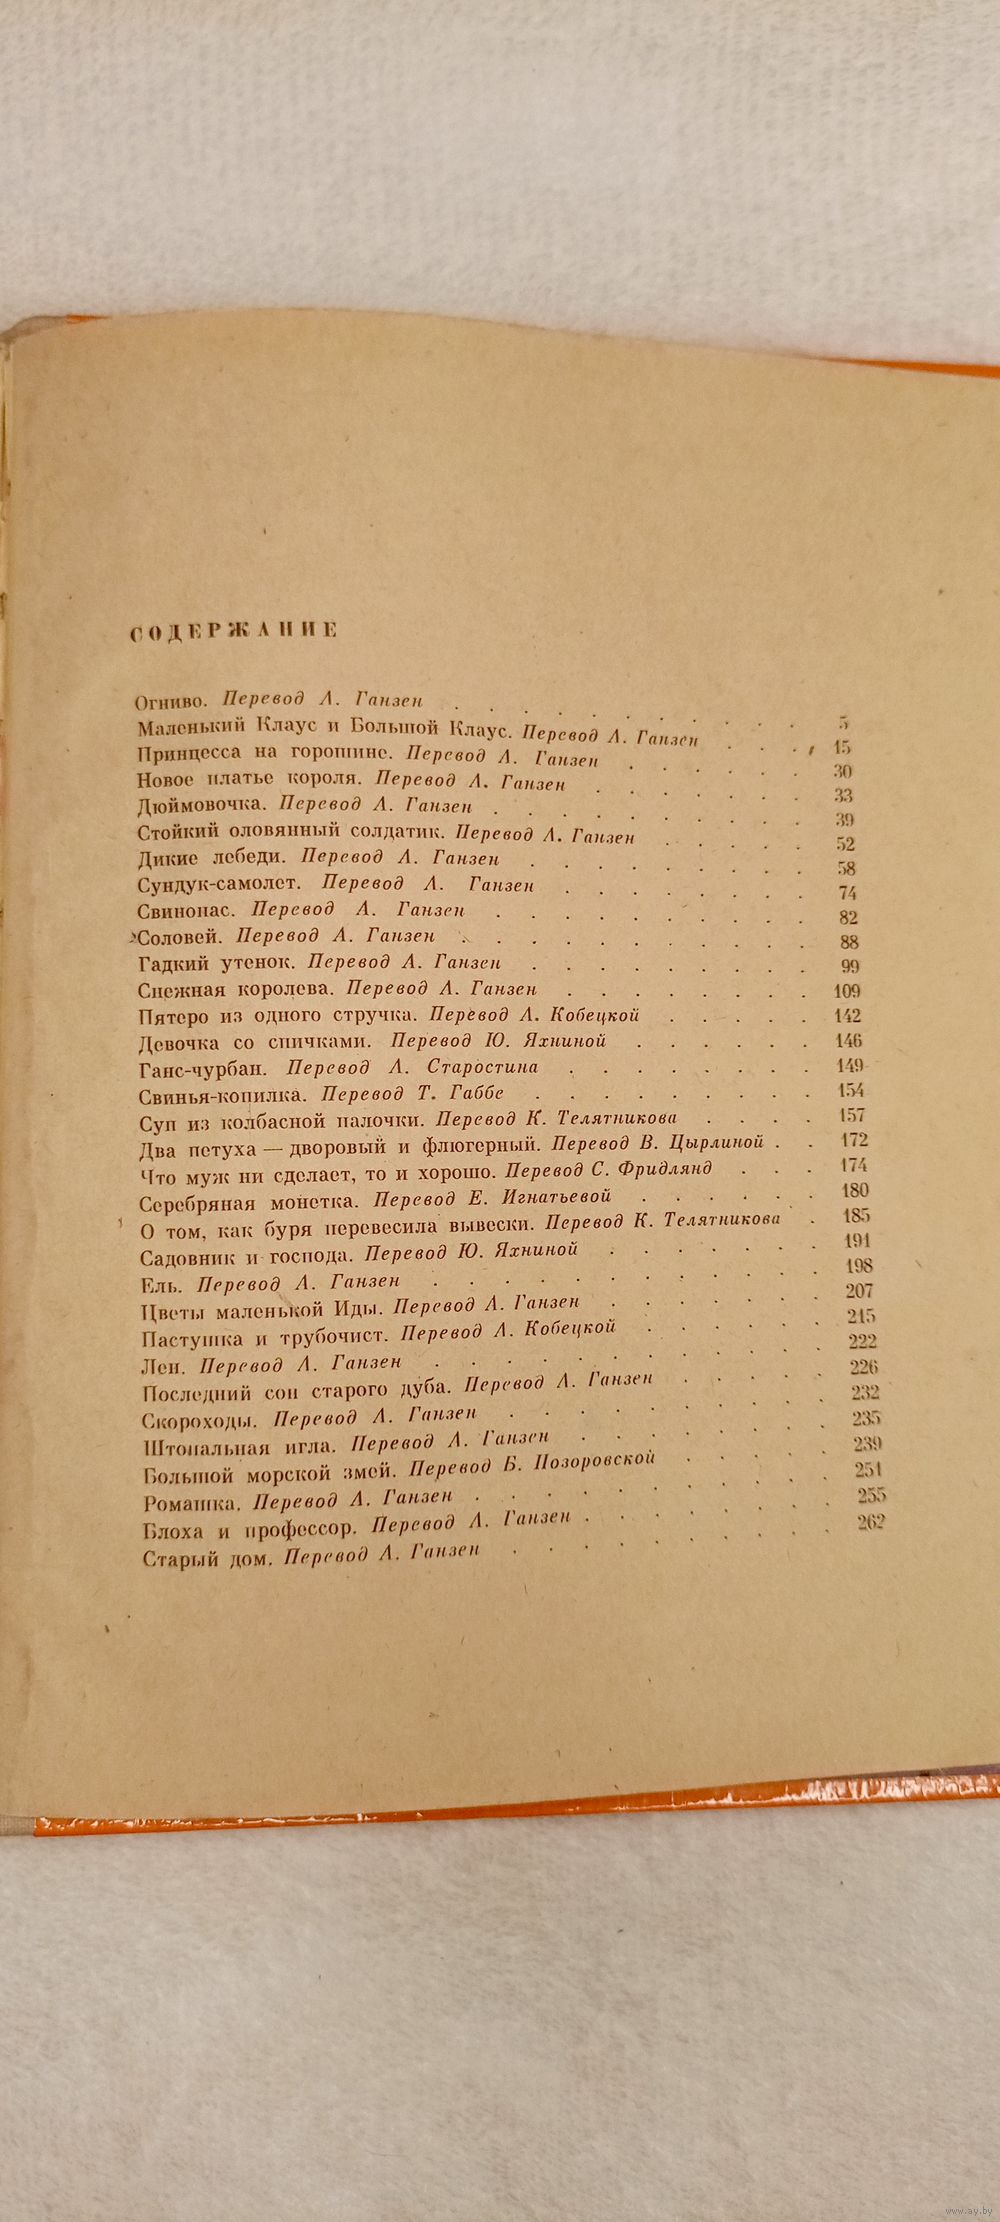 СОДЕРЖАНИЕ
Огниво. Перевод А. Ганзен . . . . . . . . . . 5
Маленький Клаус и Большой Клаус. Перевод А. Ганзен . . . 15
Принцесса на горошине. Перевод А. Ганзен . . . . . 30
Новое платье короля. Перевод А. Ганзен . . . . . . 33
Дюймовочка. Перевод А. Ганзен . . . . . . . . . 39
Стойкий оловянный солдатик. Перевод А. Ганзен . . . . . 52
Дикие лебеди. Перевод А. Ганзен . . . . . . . . 58
Сундук-самолет. Перевод А. Ганзен . . . . . . . 74
Свинопас. Перевод А. Ганзен . . . . . . . . . 82
Соловей. Перевод А. Ганзен . . . . . . . . . . 88
Гадкий утенок. Перевод А. Ганзен . . . . . . . . 99
Снежная королева. Перевод А. Ганзен . . . . . . . 109
Пятеро из одного стручка. Перевод А. Кобецкой . . . . . 142
Девочка со спичками. Перевод Ю. Яхниной . . . . . . 146
Ганс-чурбан. Перевод А. Старостина . . . . . . . 149
Свинья-копилка. Перевод Т. Габбе . . . . . . . . 154
Суп из колбасной палочки. Перевод К. Телятникова . . . . 157
Два петуха — дворовый и флюгерный. Перевод В. Цырлиной . . 172
Что муж ни сделает, то и хорошо. Перевод С. Фридлянд . . . 174
Серебряная монетка. Перевод Е. Игнатьевой . . . . . . 180
О том, как буря перевесила вывески. Перевод К. Телятникова . 185
Садовник и господа. Перевод Ю. Яхниной . . . . . . 191
Ель. Перевод А. Ганзен . . . . . . . . . . . 198
Цветы маленькой Иды. Перевод А. Ганзен . . . . . . 207
Пастушка и трубочист. Перевод А. Кобецкой . . . . . 215
Лен. Перевод А. Ганзен . . . . . . . . . . . 222
Последний сон старого дуба. Перевод А. Ганзен . . . . . 226
Скороходы. Перевод А. Ганзен . . . . . . . . . 232
Штопальная игла. Перевод А. Ганзен . . . . . . . 235
Большой морской змей. Перевод Б. Позоровской . . . . . 239
Ромашка. Перевод А. Ганзен . . . . . . . . . . 251
Блоха и профессор. Перевод А. Ганзен . . . . . . . 255
Старый дом. Перевод А. Ганзен . . . . . . . . . 262
www.ay.by